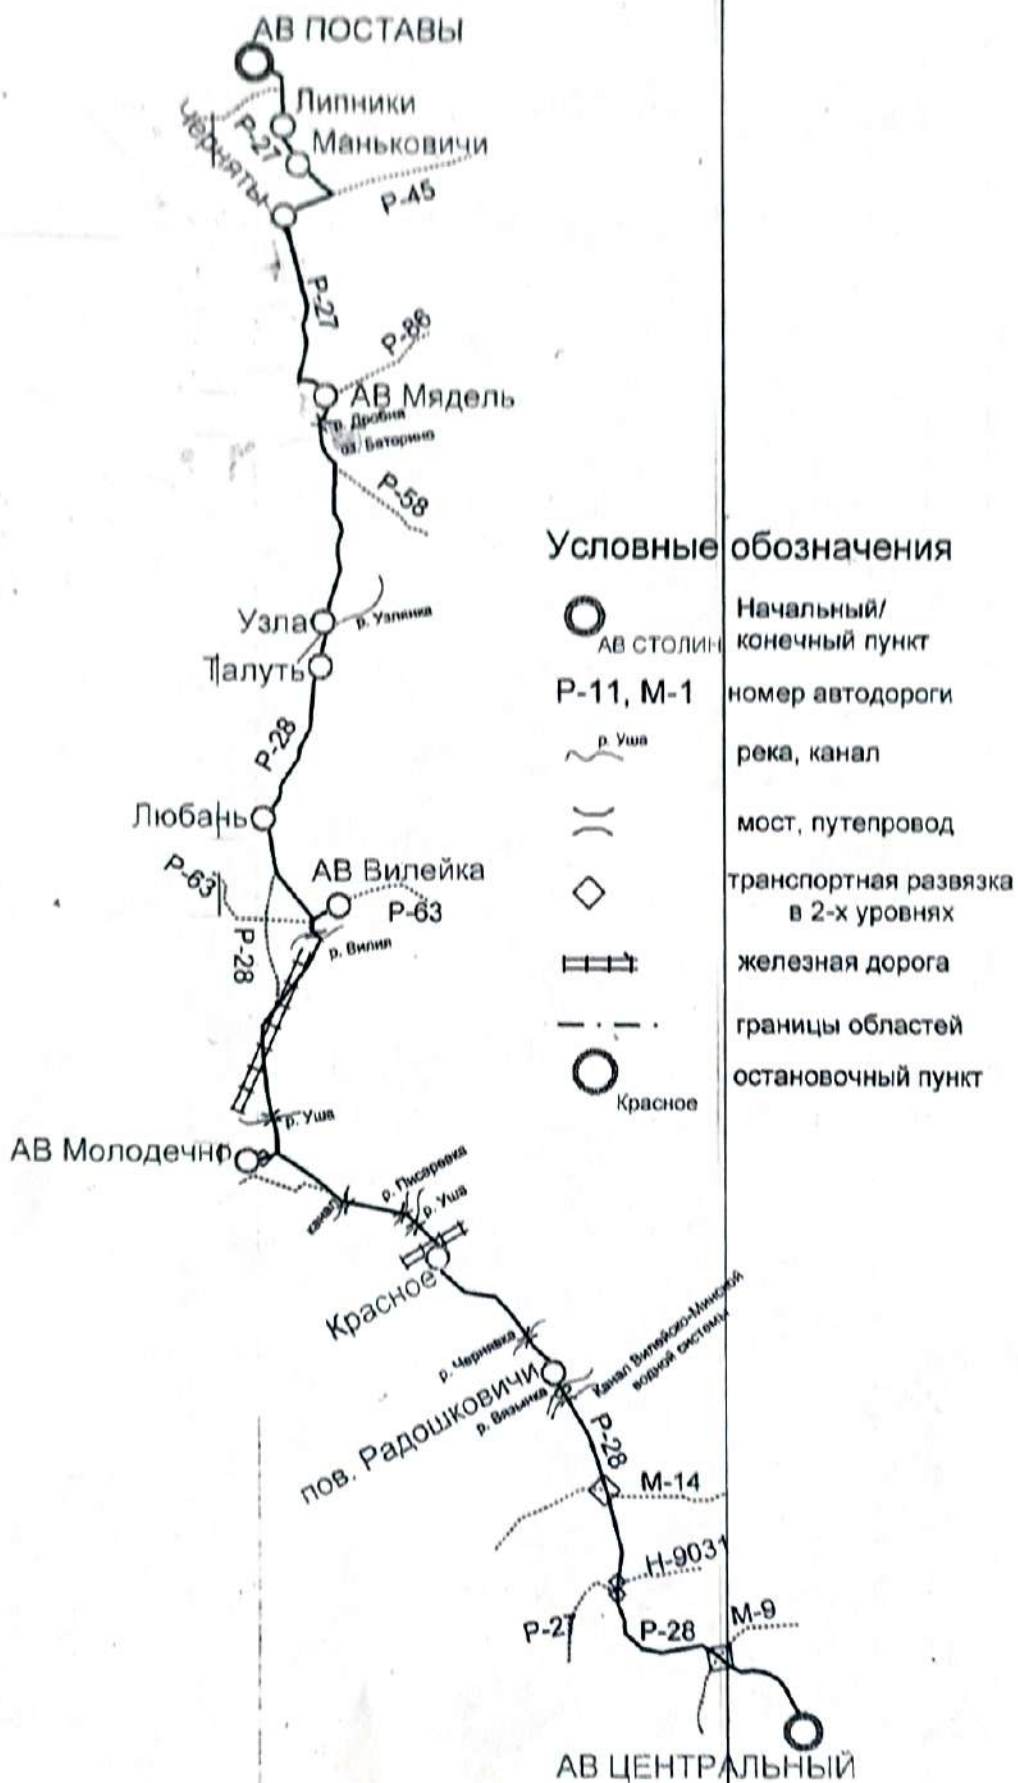 АВ ПОСТАВЫ
Липники
Черняты
Р-27
Маньковичи
Р-45
Р-27
Р-86
АВ Мядель
р. Дробня
оз. Баторино
Р-58
Условные обозначения
Начальный/
АВ СТОЛИН конечный пункт
Р-11, М-1 номер автодороги
р. Уша
река, канал
мост, путепровод
транспортная развязка
в 2-х уровнях
железная дорога
границы областей
остановочный пункт
Красное
Узла
р. Узлянка
Талуть
Р-28
Любань
Р-63
АВ Вилейка
Р-63
Р-28
р. Вилия
р. Уша
АВ Молодечно
канал
р. Писаревка
р. Уша
Красное
р. Чернявка
пов. Радошковичи
р. Вязынка
Канал Вилейско-Минской
водной системы
Р-28
М-14
Н-9031
Р-27
Р-28
М-9
АВ ЦЕНТРАЛЬНЫЙ